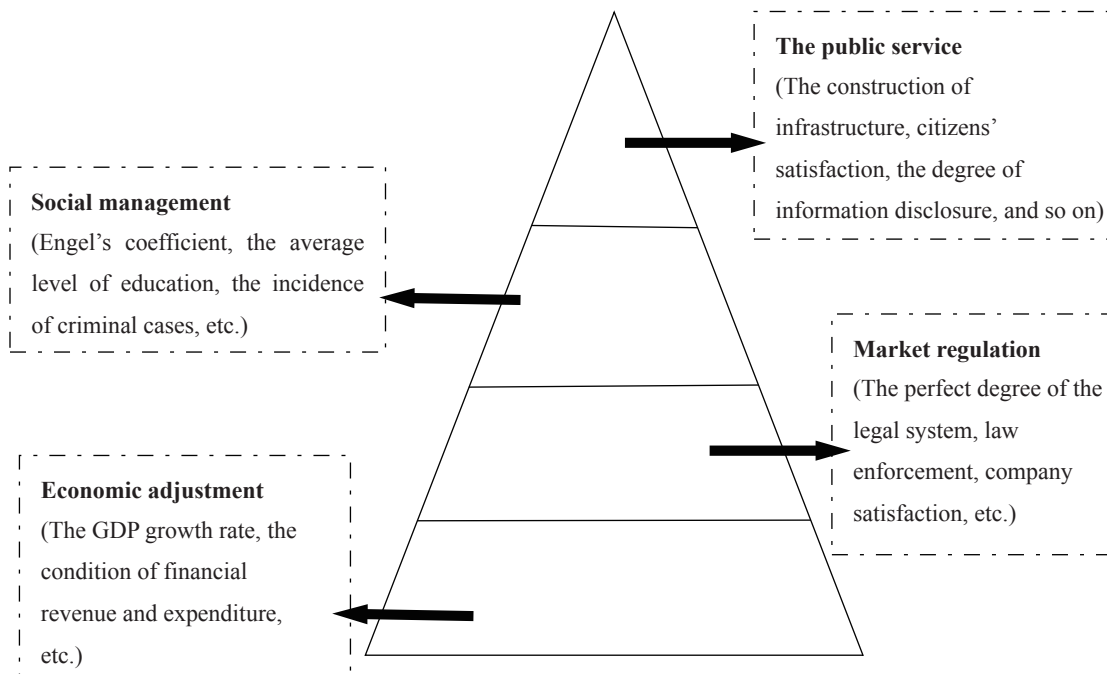 The public service
(The construction of
infrastructure, citizens’
satisfaction, the degree of
information disclosure, and so on)
Social management
(Engel’s coefficient, the average
level of education, the incidence
of criminal cases, etc.)
Market regulation
(The perfect degree of the
legal system, law
enforcement, company
satisfaction, etc.)
Economic adjustment
(The GDP growth rate, the
condition of financial
revenue and expenditure,
etc.)